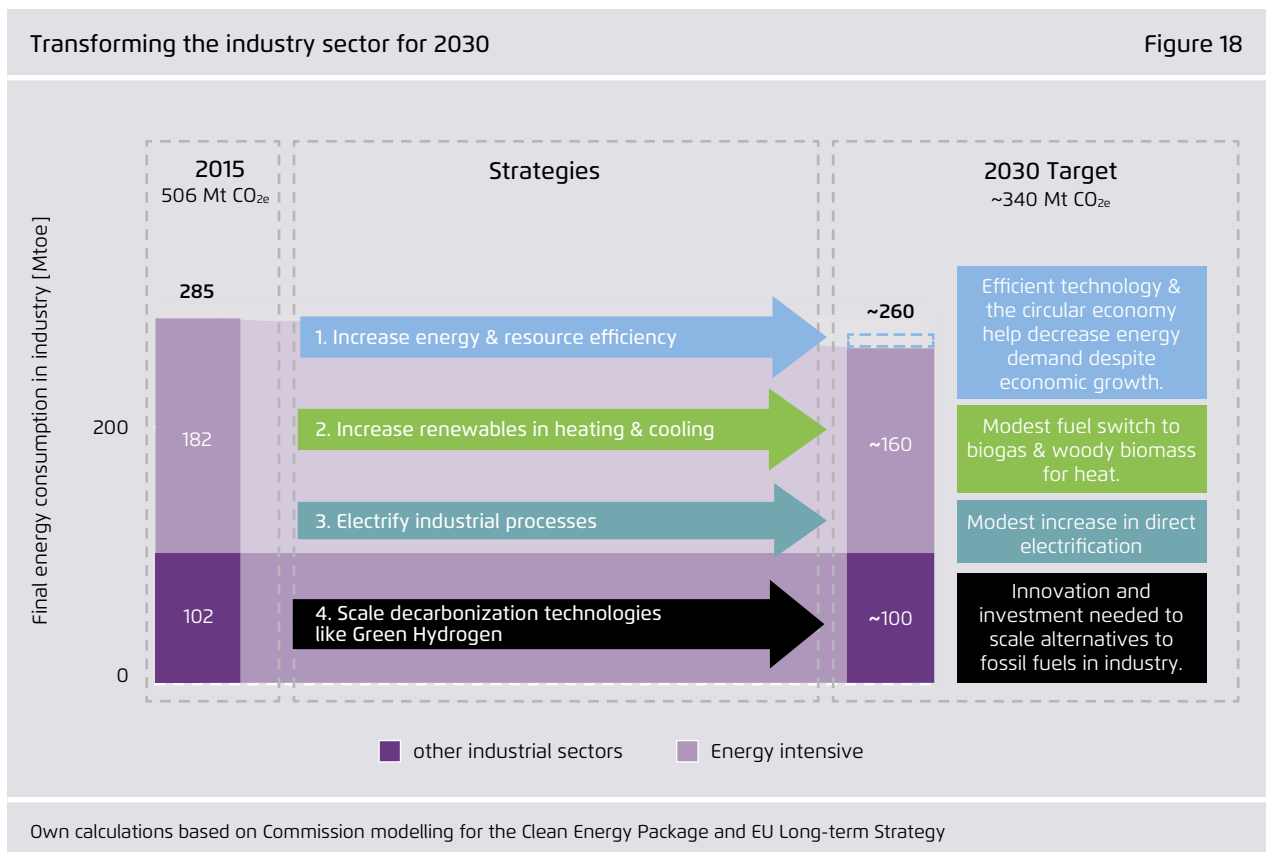 Transforming the industry sector for 2030
Figure 18
Final energy consumption in industry [Mtoe]
200
0
2015
506 Mt CO2e
285
182
102
Strategies
1. Increase energy & resource efficiency
2. Increase renewables in heating & cooling
3. Electrify industrial processes
4. Scale decarbonization technologies
like Green Hydrogen
2030 Target
~340 Mt CO2e
~260
~160
~100
Efficient technology &
the circular economy
help decrease energy
demand despite
economic growth.
Modest fuel switch to
biogas & woody biomass
for heat.
Modest increase in direct
electrification
Innovation and
investment needed to
scale alternatives to
fossil fuels in industry.
other industrial sectors
Energy intensive
Own calculations based on Commission modelling for the Clean Energy Package and EU Long-term Strategy